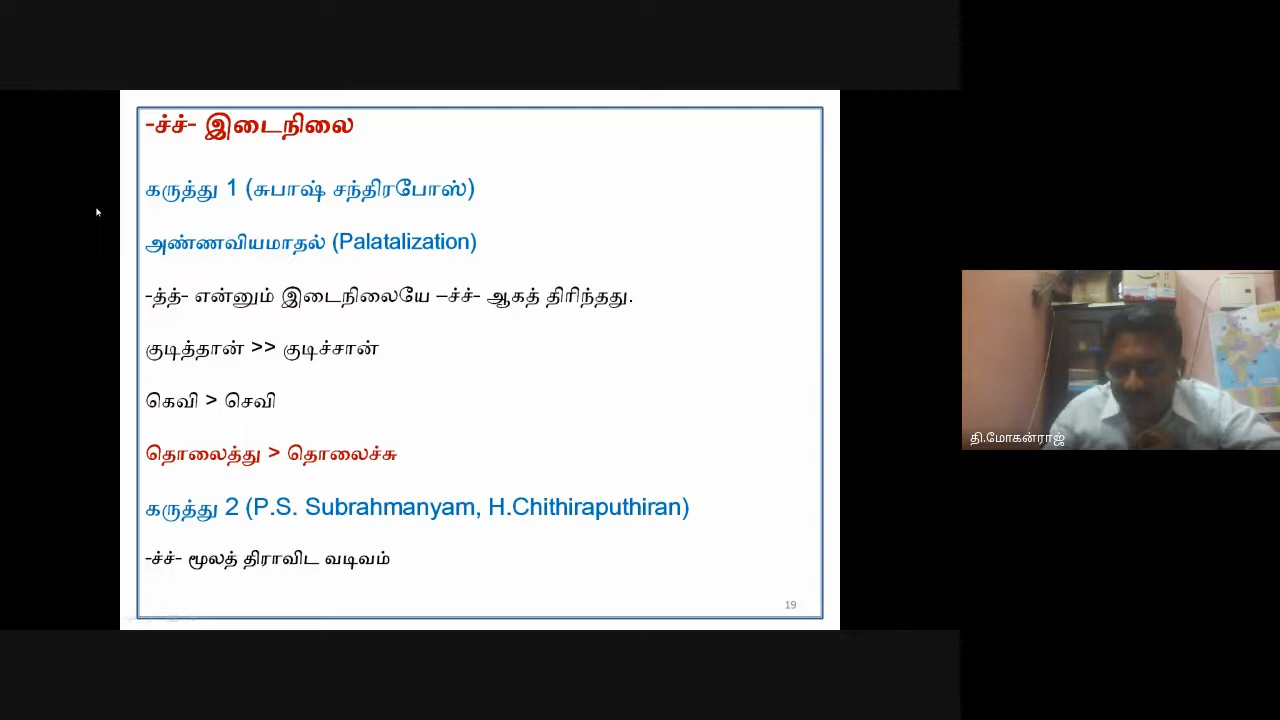 -ச்ச்- இடைநிலை
கருத்து 1 (சுபாஷ் சந்திரபோஸ்)
அண்ணவியமாதல் (Palatalization)
-த்த்- என்னும் இடைநிலையே –ச்ச்- ஆகத் திரிந்தது.
குடித்தான் >> குடிச்சான்
கெவி > செவி
தொலைத்து > தொலைச்சு
கருத்து 2 (P.S. Subrahmanyam, H.Chithiraputhiran)
-ச்ச்- மூலத் திராவிட வடிவம்
19
தி.மோகன்ராஜ்